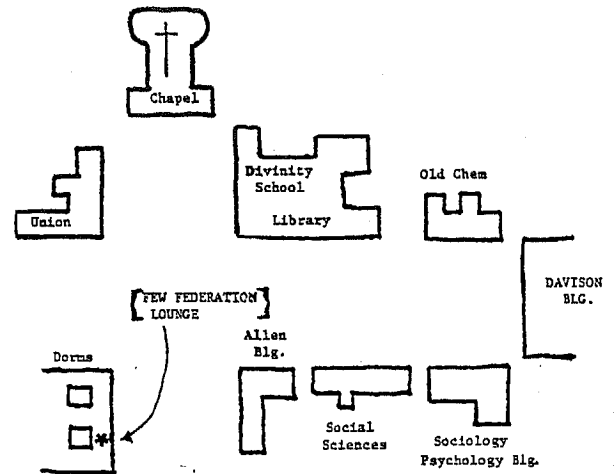 Chapel
Divinity
School
Library
Old Chem
Union
DAVISON
BLG.
FEW FEDERATION
LOUNGE
Allen
Blg.
Dorms
Social
Sciences
Sociology
Psychology Blg.